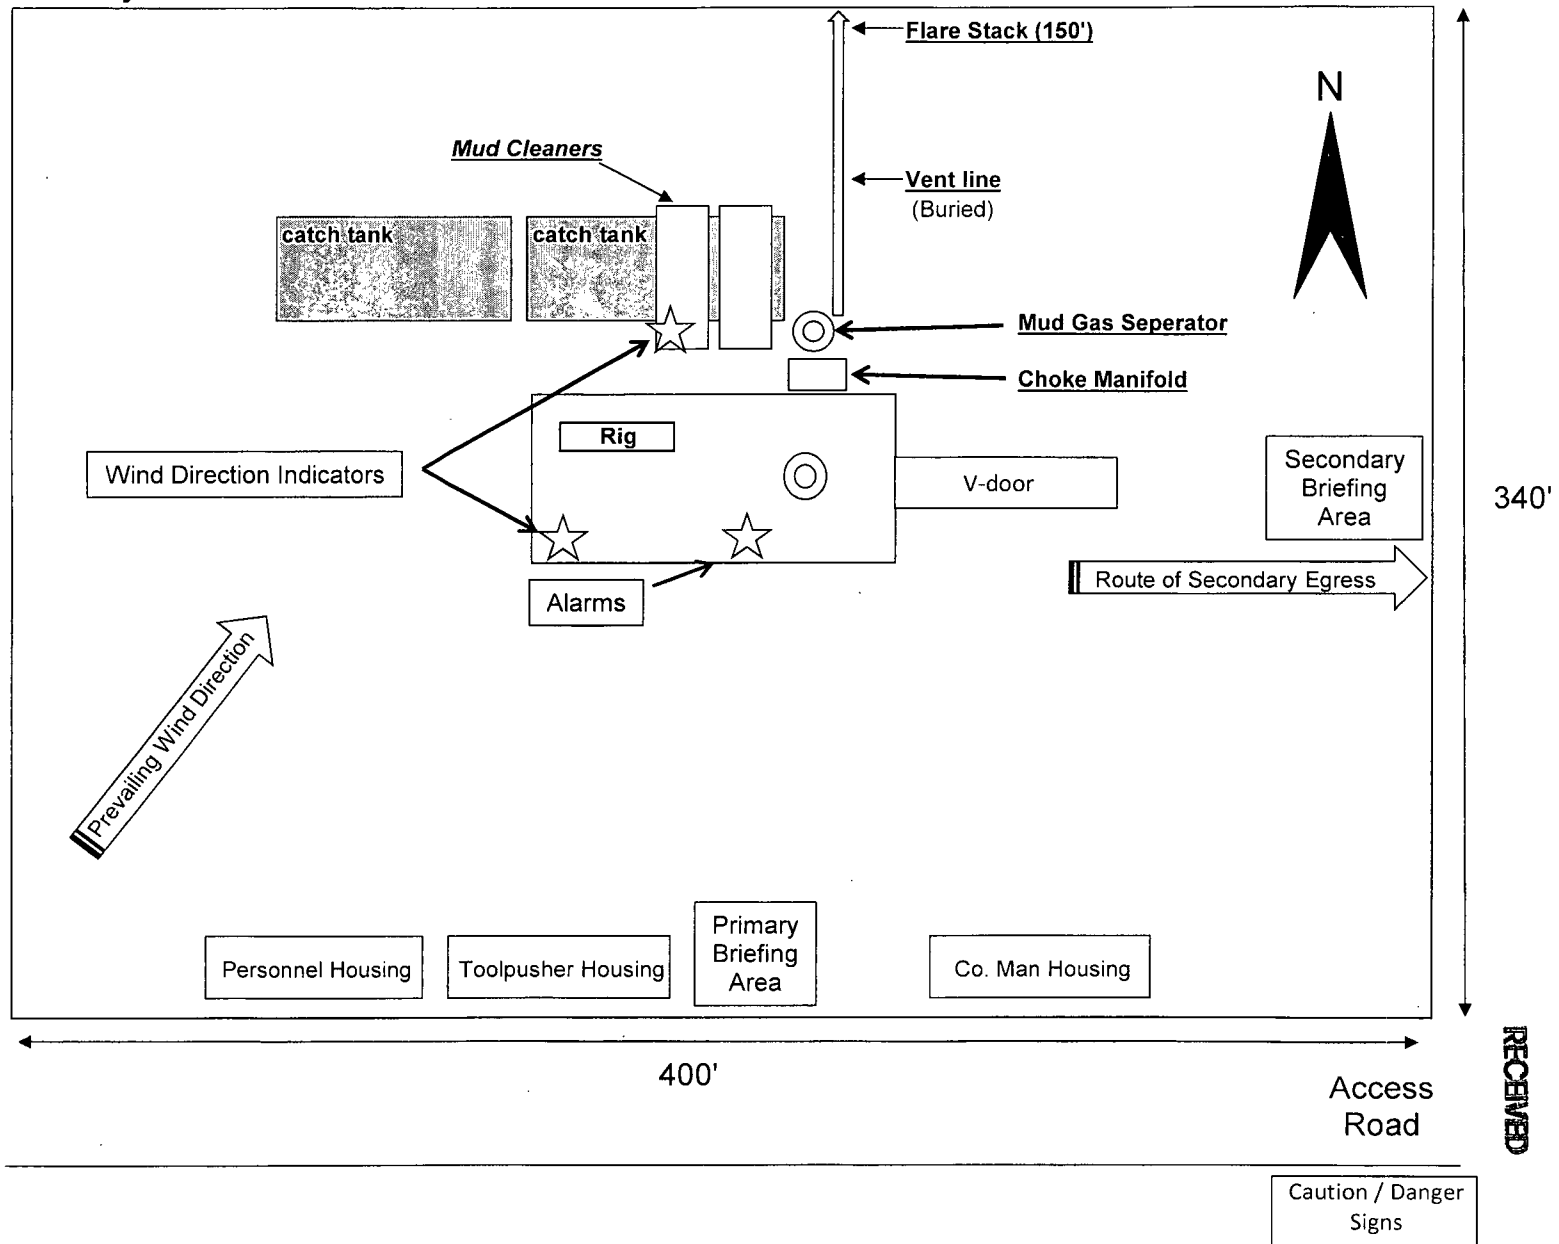 Flare Stack (150')
N
Mud Cleaners
Vent line
(Buried)
catch tank
catch tank
Mud Gas Seperator
Choke Manifold
Rig
Wind Direction Indicators
V-door
Secondary
Briefing
Area
340'
Route of Secondary Egress
Alarms
Prevailing Wind Direction
Primary
Briefing
Area
Personnel Housing
Toolpusher Housing
Co. Man Housing
400'
RECEIVED
Access
Road
Caution / Danger
Signs